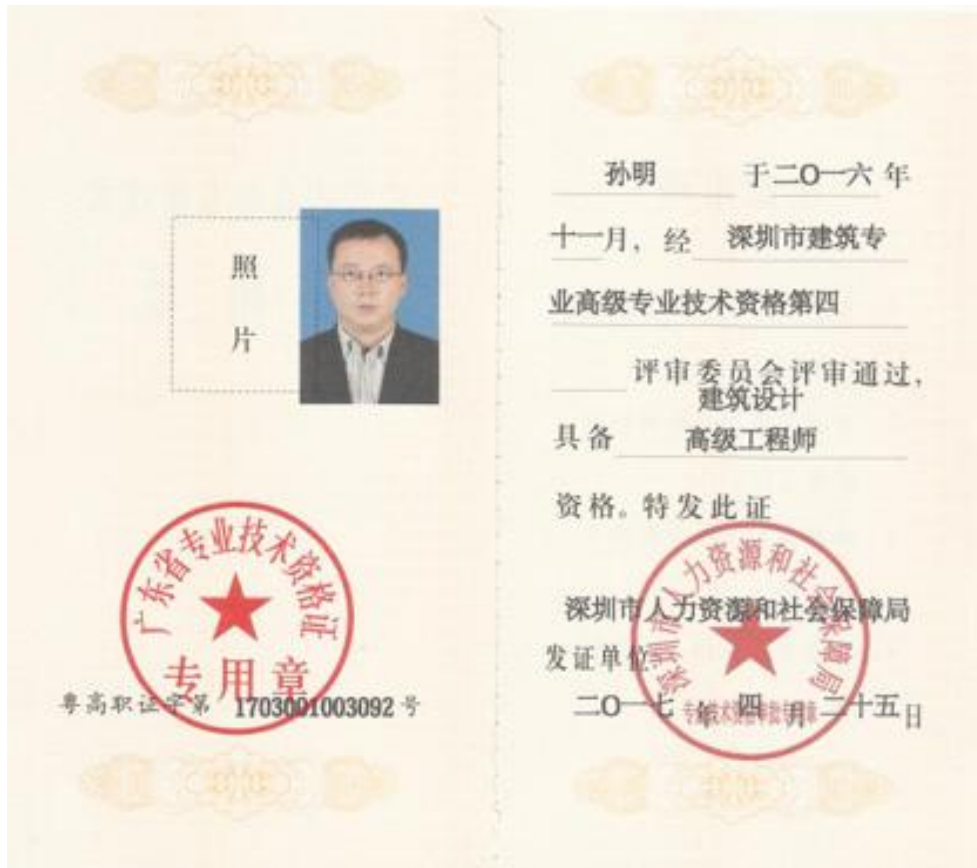 照
片
广东省专业技术资格证
专用章
粤高职证字第 1703001003092 号
孙明 于二〇一六年
十一月，经 深圳市建筑专
业高级专业技术资格第四
评审委员会评审通过，
建筑设计
具备 高级工程师
资格。特发此证
深圳市人力资源和社会保障局
深圳市人力资源和社会保障局
发证单位
二〇一七年四月二十五日